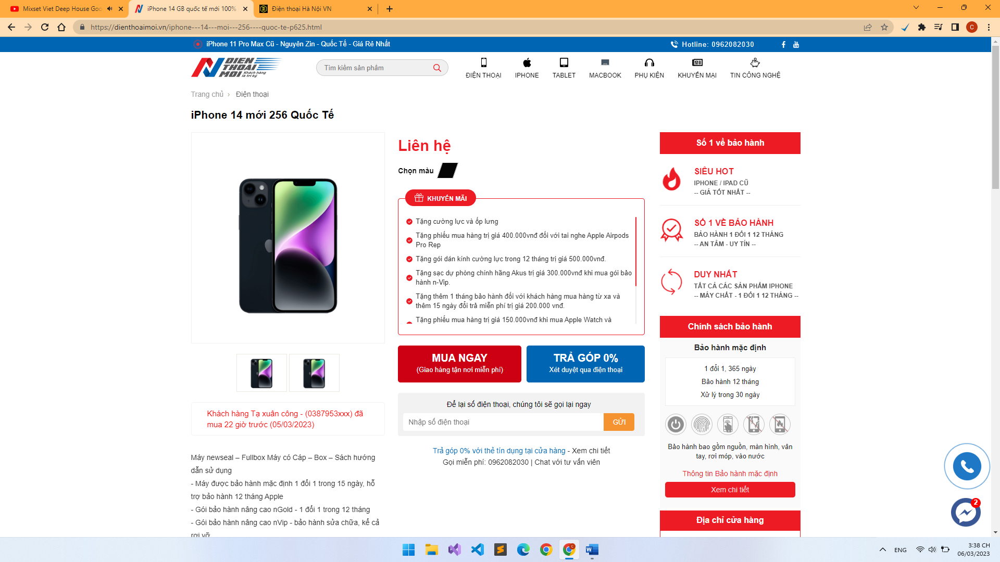 Mixset Viet Deep House Goo
iPhone 14 GB quốc tế mới 100%
Điện thoại Hà Nội VN
https://dienthoaimoi.vn/iphone---14---moi---256----quoc-te-p625.html
C
iPhone 11 Pro Max Cũ - Nguyên Zin - Quốc Tế - Giá Rẻ Nhất
Hotline: 0962082030
DIEN
THOAI
MOI
Khách hàng
là tri kỷ
Tìm kiếm sản phẩm
ĐIỆN THOẠI
IPHONE
TABLET
MACBOOK
PHỤ KIỆN
KHUYẾN MẠI
TIN CÔNG NGHỆ
Trang chủ › Điện thoại
iPhone 14 mới 256 Quốc Tế
Liên hệ
Chọn màu
KHUYẾN MÃI
Tặng cường lực và ốp lưng
Tặng phiếu mua hàng trị giá 400.000vnđ đối với tai nghe Apple Airpods
Pro Rep
Tặng gói dán kính cường lực trong 12 tháng trị giá 500.000vnđ.
Tặng sạc dự phòng chính hãng Akus trị giá 300.000vnđ khi mua gói bảo
hành n-Vip.
Tặng thêm 1 tháng bảo hành đối với khách hàng mua hàng từ xa và
thêm 15 ngày đổi trả miễn phí trị giá 200.000 vnđ.
Tặng phiếu mua hàng trị giá 150.000vnđ khi mua Apple Watch và
MUA NGAY
(Giao hàng tận nơi miễn phí)
TRẢ GÓP 0%
Xét duyệt qua điện thoại
Để lại số điện thoại, chúng tôi sẽ gọi lại ngay
Nhập số điện thoại
GỬI
Trả góp 0% với thẻ tín dụng tại cửa hàng - Xem chi tiết
Gọi miễn phí: 0962082030 | Chat với tư vấn viên
Khách hàng Tạ xuân công - (0387953xxx) đã
mua 22 giờ trước (05/03/2023)
Máy newseal – Fullbox Máy có Cáp – Box – Sách hướng
dẫn sử dụng
- Máy được bảo hành mặc định 1 đổi 1 trong 15 ngày, hỗ
trợ bảo hành 12 tháng Apple
- Gói bảo hành nâng cao nGold - 1 đổi 1 trong 12 tháng
- Gói bảo hành nâng cao nVip - bảo hành sửa chữa, kể cả
rơi vỡ
Số 1 về bảo hành
SIÊU HOT
IPHONE / IPAD CŨ
-- GIÁ TỐT NHẤT --
SỐ 1 VỀ BẢO HÀNH
BẢO HÀNH 1 ĐỔI 1 12 THÁNG
-- AN TÂM - UY TÍN --
DUY NHẤT
TẤT CẢ CÁC SẢN PHẨM IPHONE
-- MÁY CHẤT - 1 ĐỔI 1 12 THÁNG --
Chính sách bảo hành
Bảo hành mặc định
1 đổi 1, 365 ngày
Bảo hành 12 tháng
Xử lý trong 30 ngày
Bảo hành bao gồm nguồn, màn hình, vân
tay, rơi móp, vào nước
Thông tin Bảo hành mặc định
Xem chi tiết
Địa chỉ cửa hàng
2
ENG
3:38 CH
06/03/2023